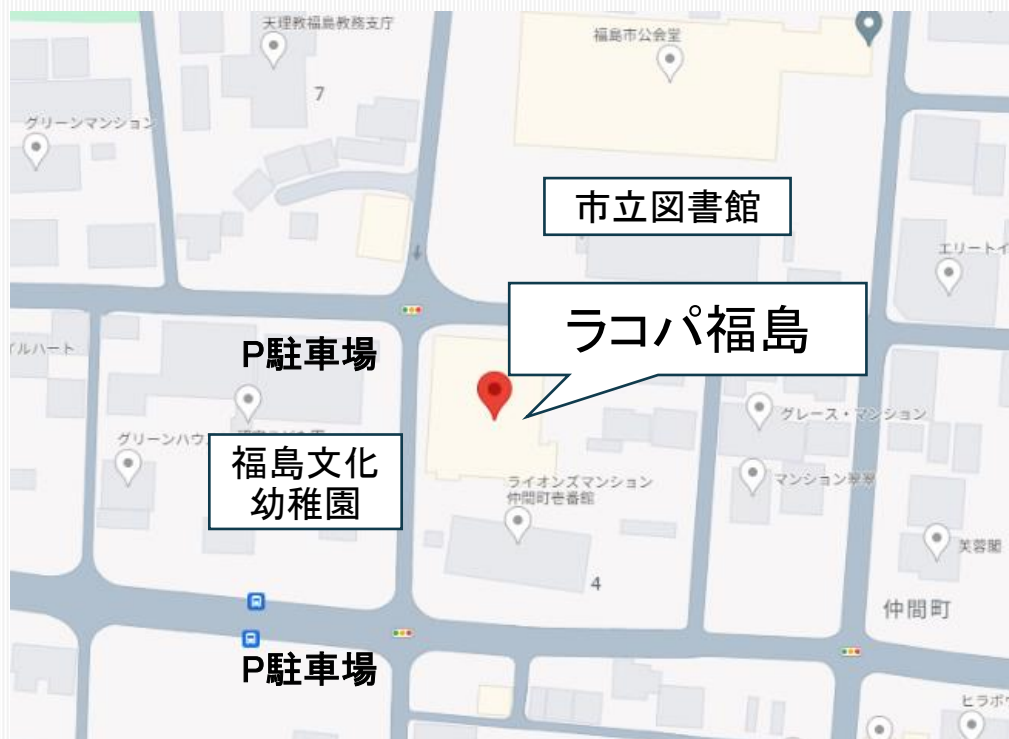 天理教福島教務支庁
福島市公会堂
7
グリーンマンション
市立図書館
エリートイ
ラコパ福島
P駐車場
イルハート
グレース・マンション
グリーンハウ
福島文化
幼稚園
ライオンズマンション
仲間町壱番館
マンション翠翠
芙蓉閣
4
仲間町
P駐車場
ヒラボウ